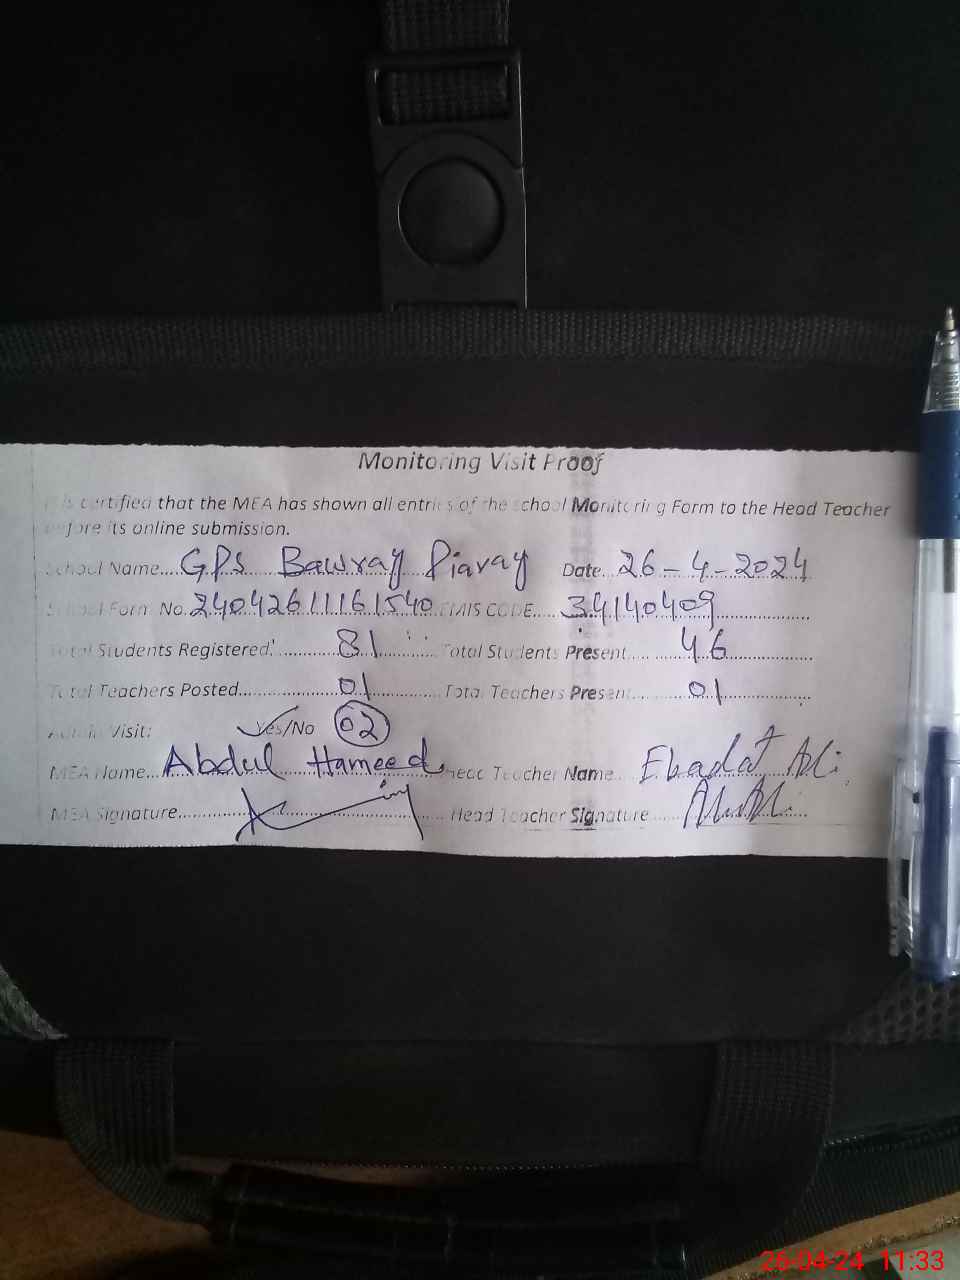 Monitoring Visit Proof
is certified that the MEA has shown all entries of the school Monitoring Form to the Head Teacher
before its online submission.
School Name... GPS Bawray Piaray Date... 26-4-2024
School Form No. 24042611161540 EMIS CODE... 34140409
Total Students Registered... 81 Total Students Present... 46
Total Teachers Posted... 01 Total Teachers Present... 01
Visit: Yes/No 02
MEA Name... Abdul Hameed Head Teacher Name... Ebadat Ali
MEA Signature... Head Teacher Signature...
26-04-24 11:33